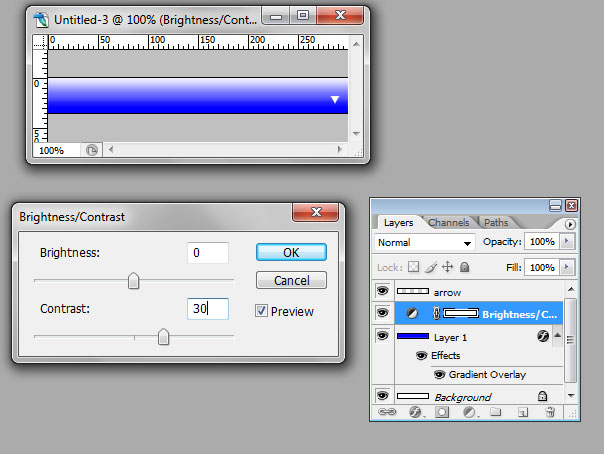 Untitled-3 @ 100% (Brightness/Cont...
0 50 100 150 200 250
0
5
100%
Brightness/Contrast
Brightness: 0
OK
Cancel
Contrast: 30
Preview
Layers Channels Paths
Normal Opacity: 100%
Lock: Fill: 100%
arrow
Brightness/C...
Layer 1
Effects
Gradient Overlay
Background